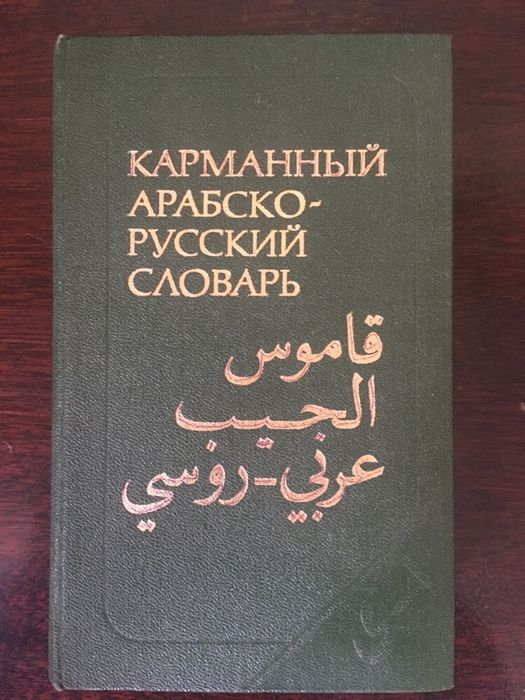 КАРМАННЫЙ
АРАБСКО-
РУССКИЙ
СЛОВАРЬ
قاموس
الجيب
عربي - روسي